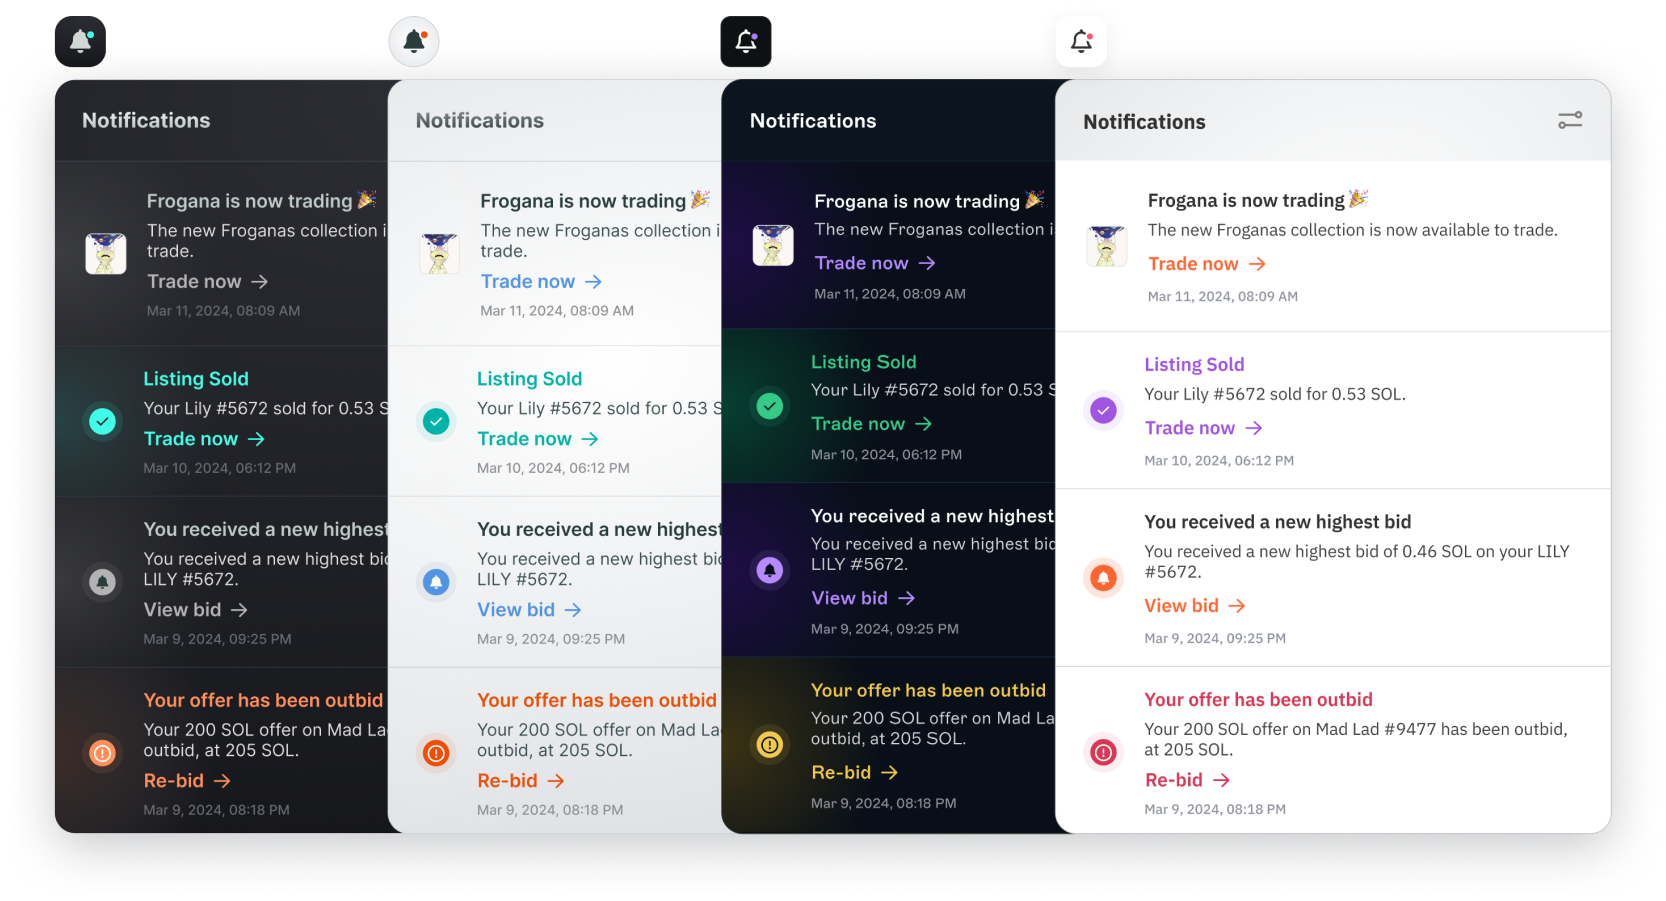 Notifications
Frogana is now trading 🎉
The new Froganas collection i
trade.
Trade now →
Mar 11, 2024, 08:09 AM
Listing Sold
Your Lily #5672 sold for 0.53 S
Trade now →
Mar 10, 2024, 06:12 PM
You received a new highest
You received a new highest bid
LILY #5672.
View bid →
Mar 9, 2024, 09:25 PM
Your offer has been outbid
Your 200 SOL offer on Mad La
outbid, at 205 SOL.
Re-bid →
Mar 9, 2024, 08:18 PM
Notifications
Frogana is now trading 🎉
The new Froganas collection i
trade.
Trade now →
Mar 11, 2024, 08:09 AM
Listing Sold
Your Lily #5672 sold for 0.53 S
Trade now →
Mar 10, 2024, 06:12 PM
You received a new highest
You received a new highest bid
LILY #5672.
View bid →
Mar 9, 2024, 09:25 PM
Your offer has been outbid
Your 200 SOL offer on Mad La
outbid, at 205 SOL.
Re-bid →
Mar 9, 2024, 08:18 PM
Notifications
Frogana is now trading 🎉
The new Froganas collection i
Trade now →
Mar 11, 2024, 08:09 AM
Listing Sold
Your Lily #5672 sold for 0.53 S
Trade now →
Mar 10, 2024, 06:12 PM
You received a new highest
You received a new highest bid
LILY #5672.
View bid →
Mar 9, 2024, 09:25 PM
Your offer has been outbid
Your 200 SOL offer on Mad La
outbid, at 205 SOL.
Re-bid →
Mar 9, 2024, 08:18 PM
Notifications
Frogana is now trading 🎉
The new Froganas collection is now available to trade.
Trade now →
Mar 11, 2024, 08:09 AM
Listing Sold
Your Lily #5672 sold for 0.53 SOL.
Trade now →
Mar 10, 2024, 06:12 PM
You received a new highest bid
You received a new highest bid of 0.46 SOL on your LILY
#5672.
View bid →
Mar 9, 2024, 09:25 PM
Your offer has been outbid
Your 200 SOL offer on Mad Lad #9477 has been outbid,
at 205 SOL.
Re-bid →
Mar 9, 2024, 08:18 PM